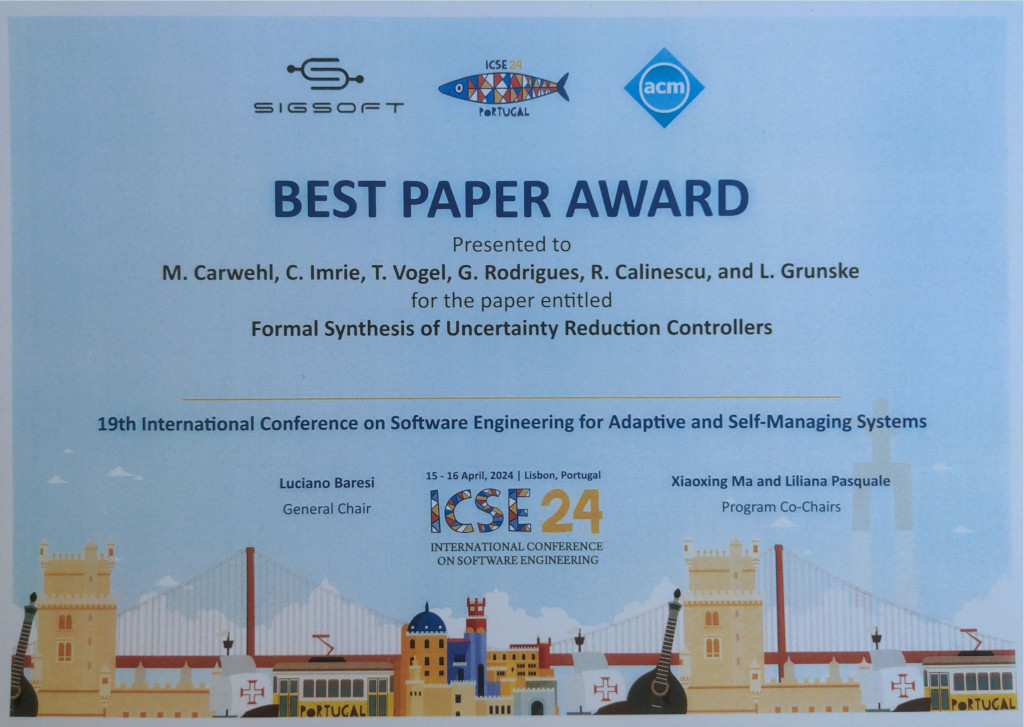 SIGSOFT
ICSE 24
PORTUGAL
acm
BEST PAPER AWARD
Presented to
M. Carwehl, C. Imrie, T. Vogel, G. Rodrigues, R. Calinescu, and L. Grunske
for the paper entitled
Formal Synthesis of Uncertainty Reduction Controllers
19th International Conference on Software Engineering for Adaptive and Self-Managing Systems
Luciano Baresi
General Chair
15 - 16 April, 2024 | Lisbon, Portugal
ICSE 24
INTERNATIONAL CONFERENCE
ON SOFTWARE ENGINEERING
Xiaoxing Ma and Liliana Pasquale
Program Co-Chairs
PORTUGAL
PORTUGAL